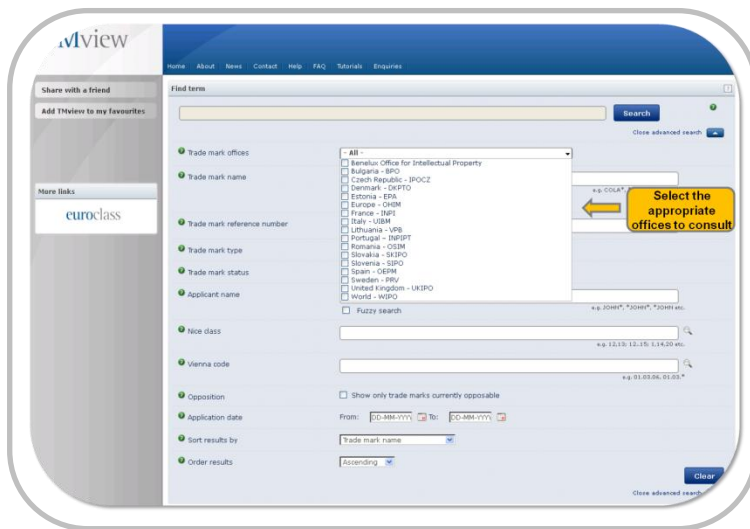 TMview
Home About News Contact Help FAQ Tutorials Enquiries
Share with a friend
Add TMview to my favourites
More links
euroclass
Find term
Search
Close advanced search
Trade mark offices
- All -
Benelux Office for Intellectual Property
Bulgaria - BPO
Czech Republic - IPOCZ
Denmark - DKPTO
Estonia - EPA
Europe - OHIM
France - INPI
Italy - UIBM
Lithuania - VPB
Portugal - INPIPT
Romania - OSIM
Slovakia - SKIPO
Slovenia - SIPO
Spain - OEPM
Sweden - PRV
United Kingdom - UKIPO
World - WIPO
Select the
appropriate
offices to consult
Trade mark name
e.g. COLA*,
Trade mark reference number
Trade mark type
Trade mark status
Applicant name
Fuzzy search
e.g. JOHN*, *JOHN*, *JOHN etc.
Nice class
e.g. 12,13; 12..15; 1,14,20 etc.
Vienna code
e.g. 01.03.06, 01.03.*
Opposition
Show only trade marks currently opposable
Application date
From: DD-MM-YYYY To: DD-MM-YYYY
Sort results by
Trade mark name
Order results
Ascending
Clear
Close advanced search